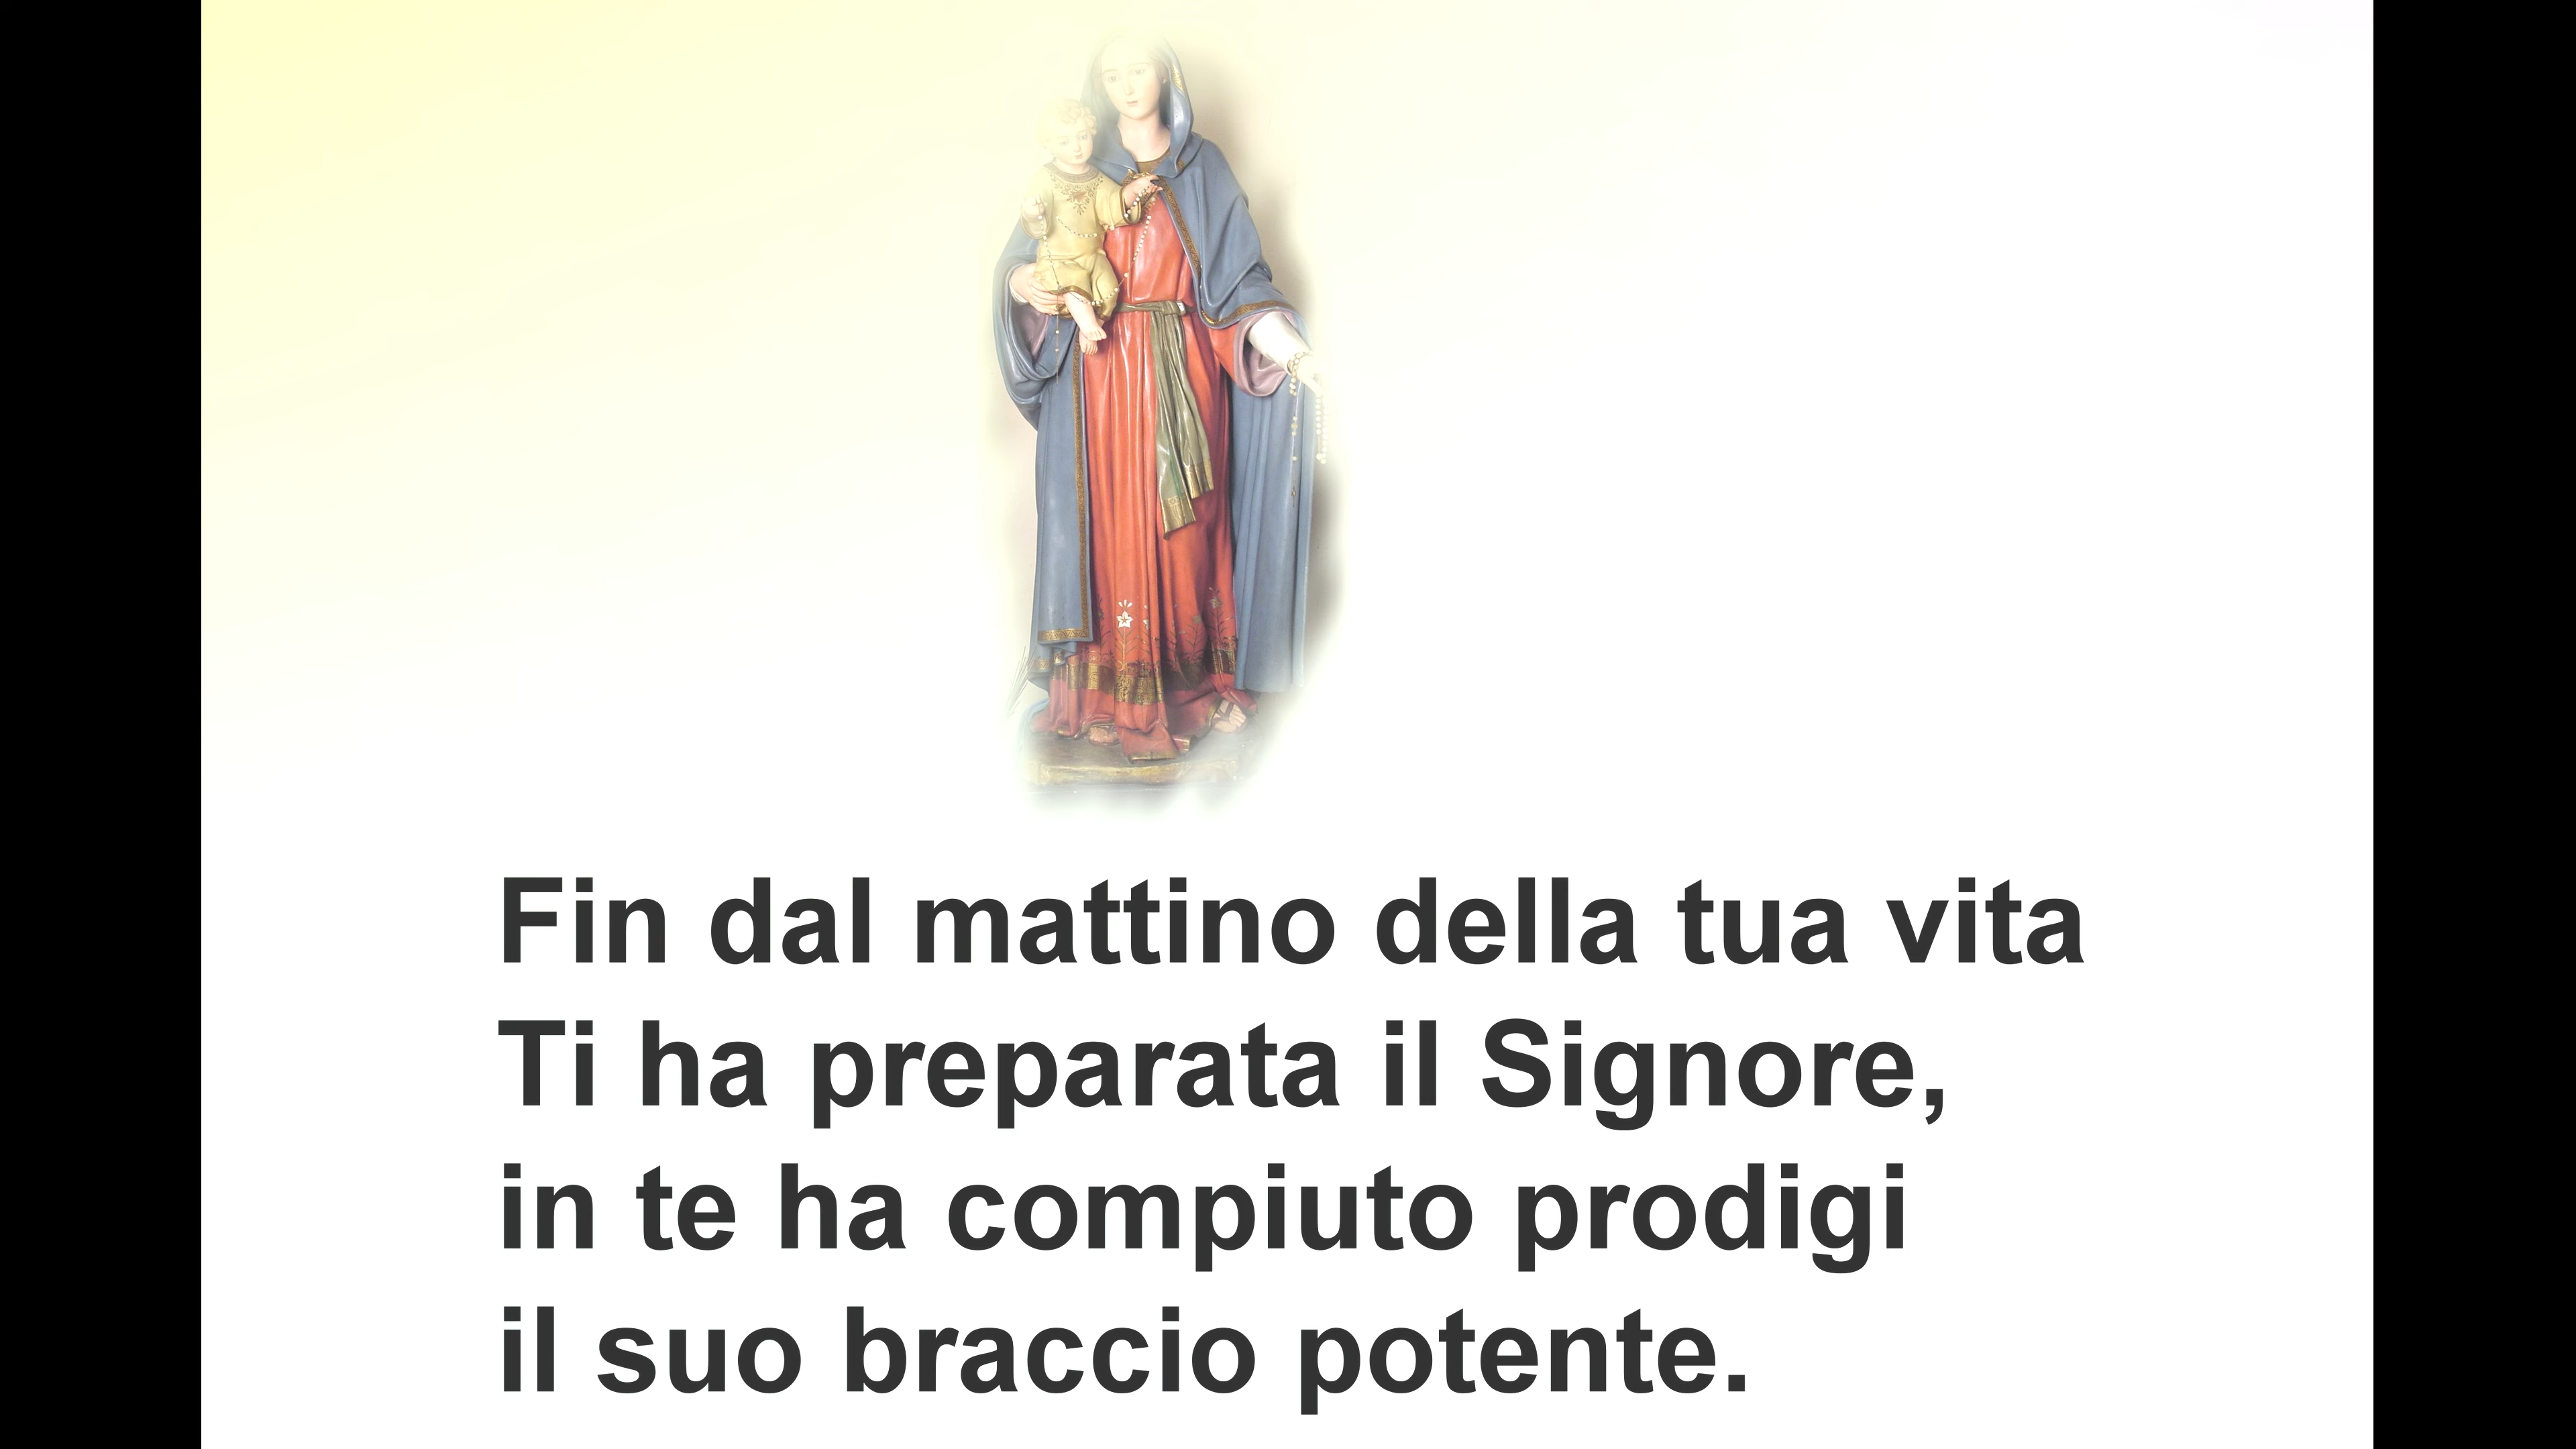 Fin dal mattino della tua vita
Ti ha preparata il Signore,
in te ha compiuto prodigi
il suo braccio potente.